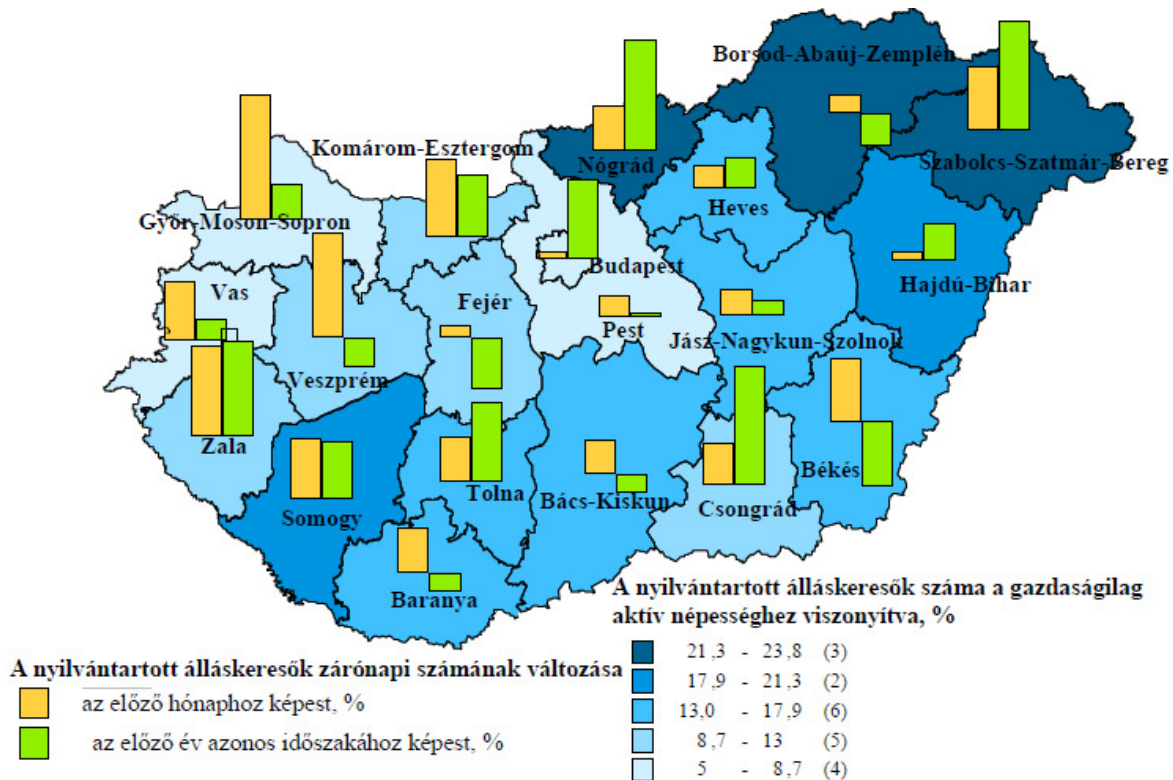 Borsod-Abaúj-Zemplén
Komárom-Esztergom
Nógrád
Szabolcs-Szatmár-Bereg
Heves
Győr-Moson-Sopron
Budapest
Hajdú-Bihar
Vas
Fejér
Pest
Jász-Nagykun-Szolnok
Veszprém
Zala
Tolna
Békés
Bács-Kiskun
Csongrád
Somogy
Baranya
A nyilvántartott álláskeresők száma a gazdaságilag
aktív népességhez viszonyítva, %
21,3 - 23,8 (3)
17,9 - 21,3 (2)
13,0 - 17,9 (6)
8,7 - 13 (5)
5 - 8,7 (4)
A nyilvántartott álláskeresők zárónapi számának változása
az előző hónaphoz képest, %
az előző év azonos időszakához képest, %